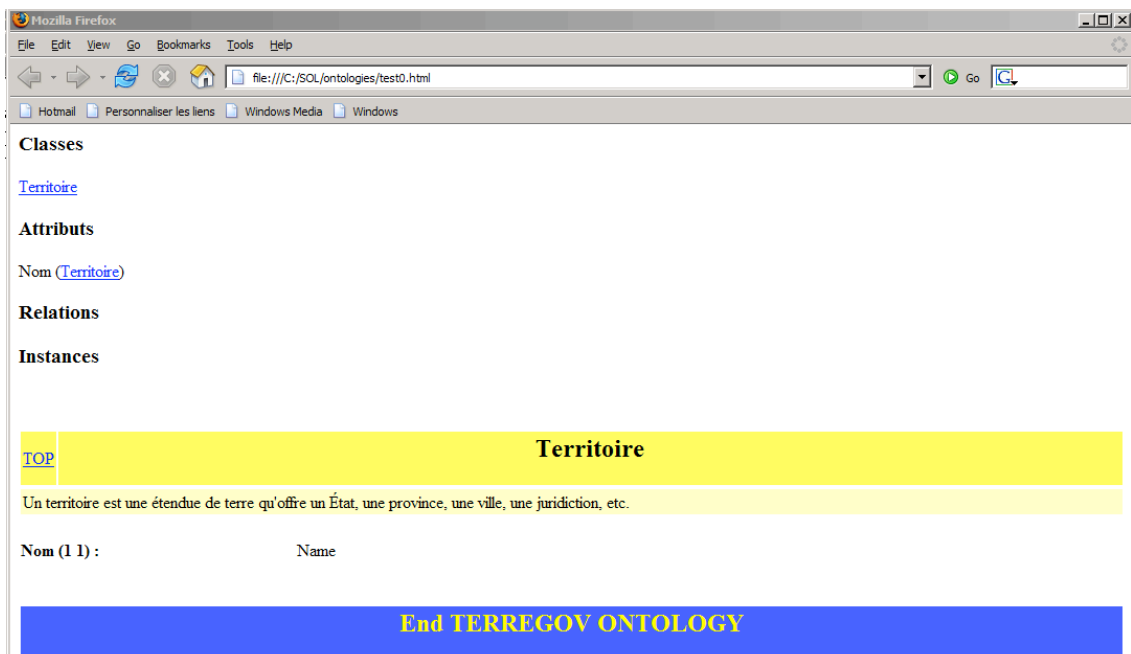 Mozilla Firefox
File Edit View Go Bookmarks Tools Help
file:///C:/SOL/ontologies/test0.html Go G
Hotmail Personnaliser les liens Windows Media Windows
Classes
Territoire
Attributs
Nom (Territoire)
Relations
Instances
TOP Territoire
Un territoire est une étendue de terre qu'offre un État, une province, une ville, une juridiction, etc.
Nom (1 1) : Name
End TERREGOV ONTOLOGY